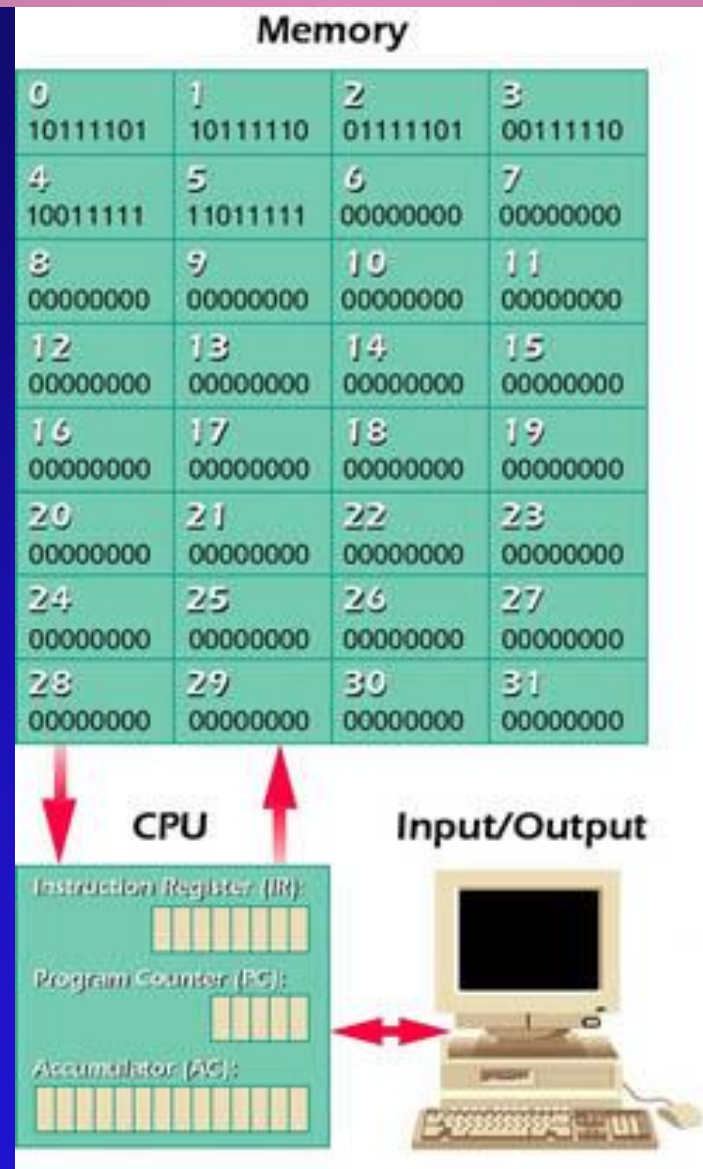 Memory
0 1 2 3
10111101 10111110 01111101 00111110
4 5 6 7
10011111 11011111 00000000 00000000
8 9 10 11
00000000 00000000 00000000 00000000
12 13 14 15
00000000 00000000 00000000 00000000
16 17 18 19
00000000 00000000 00000000 00000000
20 21 22 23
00000000 00000000 00000000 00000000
24 25 26 27
00000000 00000000 00000000 00000000
28 29 30 31
00000000 00000000 00000000 00000000
CPU
Input/Output
Instruction Register (IR):
Program Counter (PC):
Accumulator (AC):